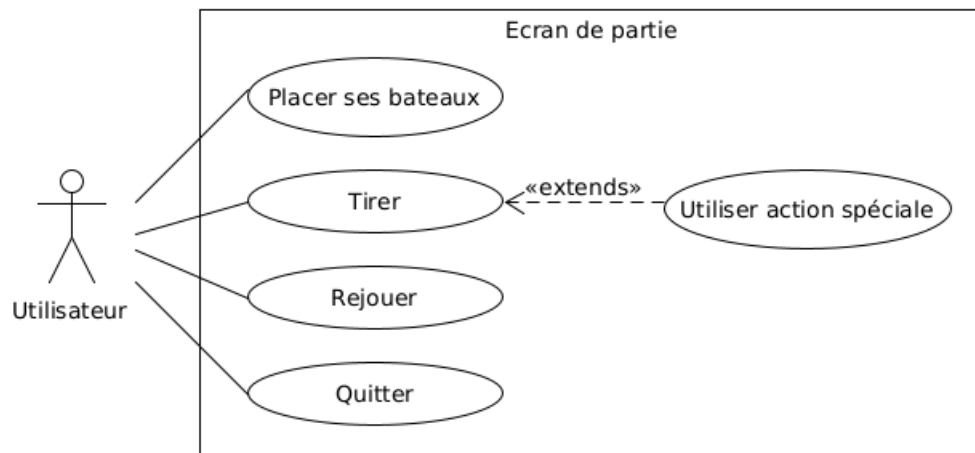 Ecran de partie
Placer ses bateaux
Tirer
«extends»
Utiliser action spéciale
Rejouer
Utilisateur
Quitter